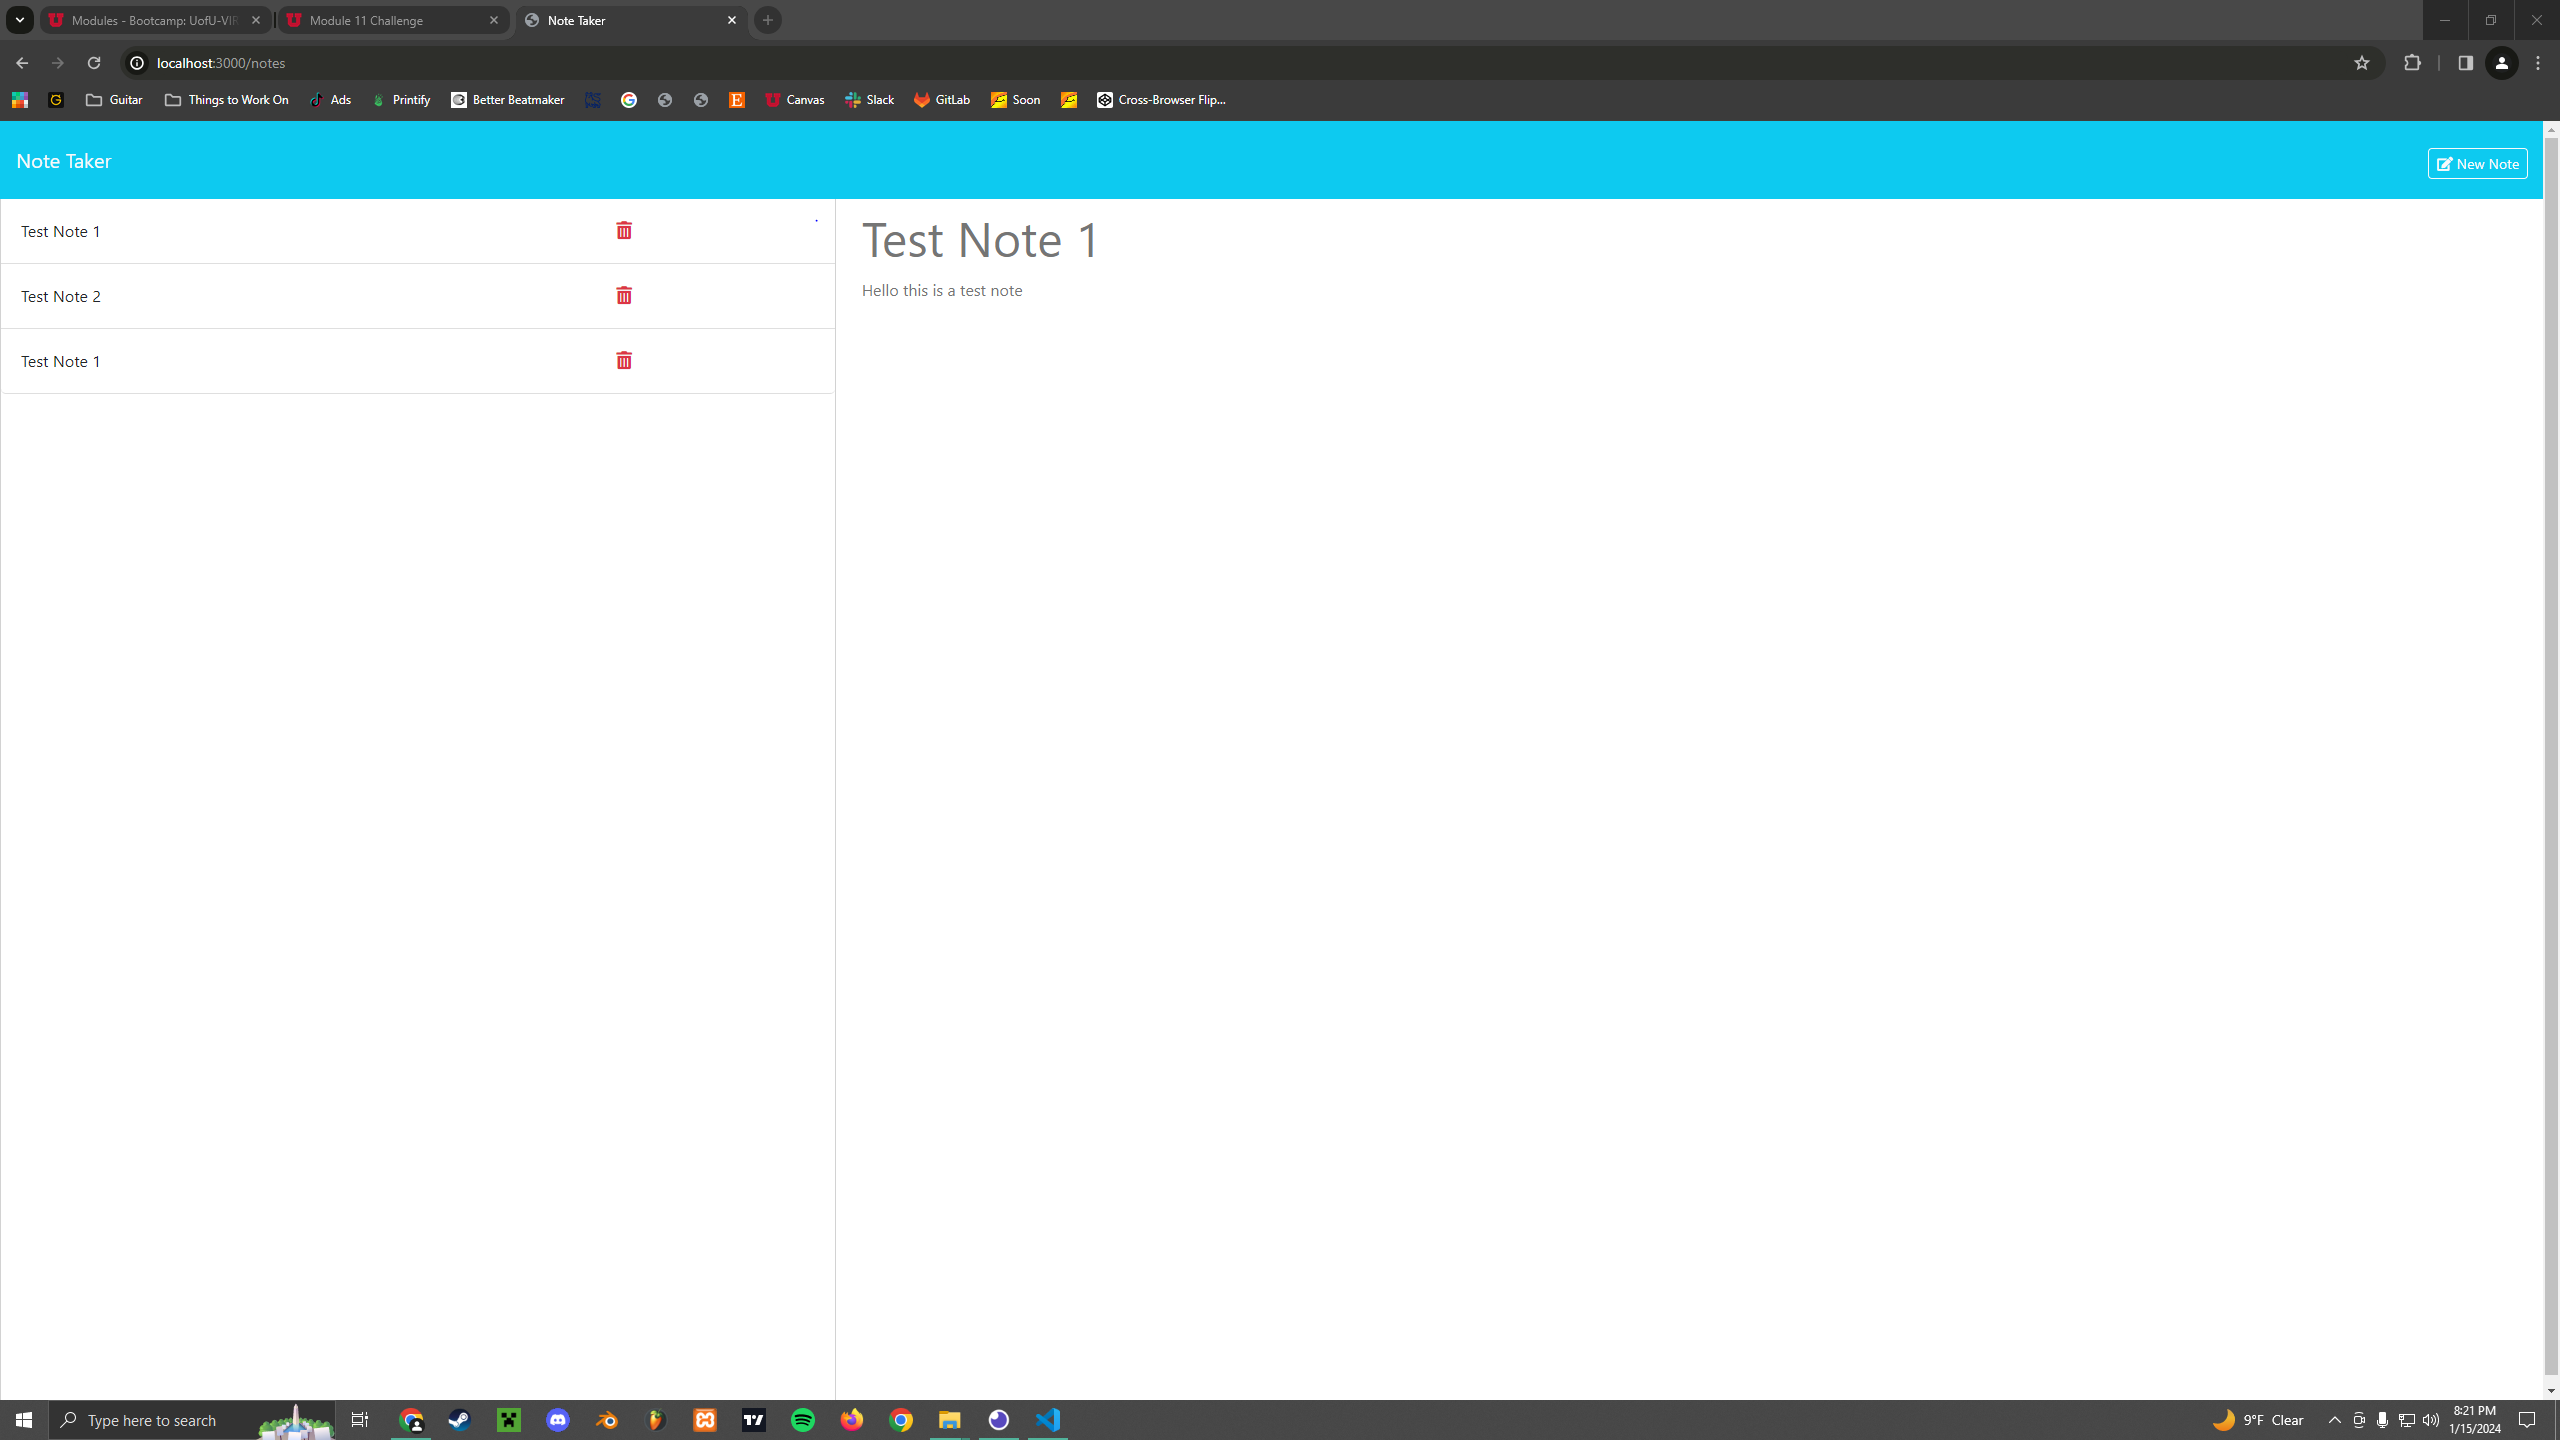 Modules - Bootcamp: UofU-VIR
Module 11 Challenge
Note Taker
localhost:3000/notes
Guitar
Things to Work On
Ads
Printify
Better Beatmaker
Canvas
Slack
GitLab
Soon
Cross-Browser Flip...
Note Taker
New Note
Test Note 1
Test Note 2
Test Note 1
Test Note 1
Hello this is a test note
Type here to search
9°F Clear
8:21 PM
1/15/2024